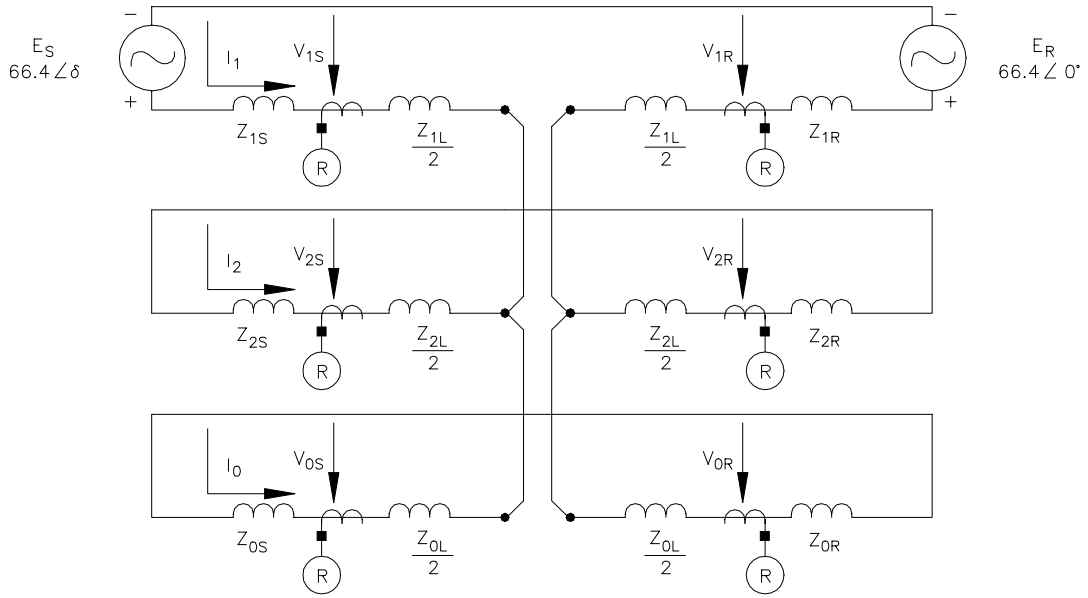 E_S
66.4∠δ
−
+
I_1
V_1S
Z_1S
R
Z_1L
2
V_1R
Z_1L
2
R
Z_1R
−
+
E_R
66.4∠ 0°
I_2
V_2S
Z_2S
R
Z_2L
2
V_2R
Z_2L
2
R
Z_2R
I_0
V_0S
Z_0S
R
Z_0L
2
V_0R
Z_0L
2
R
Z_0R